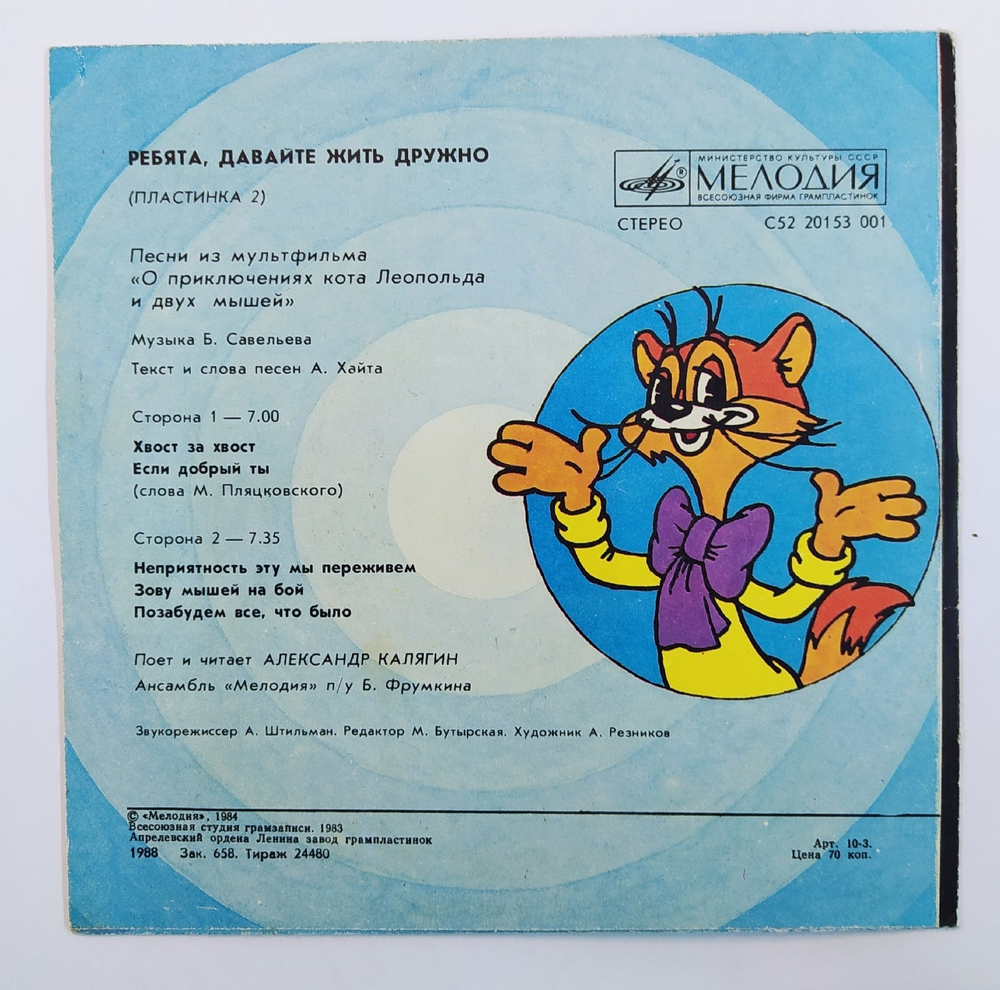 РЕБЯТА, ДАВАЙТЕ ЖИТЬ ДРУЖНО
(ПЛАСТИНКА 2)
МИНИСТЕРСТВО КУЛЬТУРЫ СССР
® МЕЛОДИЯ
ВСЕСОЮЗНАЯ ФИРМА ГРАМПЛАСТИНОК
СТЕРЕО С52 20153 001
Песни из мультфильма
«О приключениях кота Леопольда
и двух мышей»
Музыка Б. Савельева
Текст и слова песен А. Хайта
Сторона 1 — 7.00
Хвост за хвост
Если добрый ты
(слова М. Пляцковского)
Сторона 2 — 7.35
Неприятность эту мы переживем
Зову мышей на бой
Позабудем все, что было
Поет и читает АЛЕКСАНДР КАЛЯГИН
Ансамбль «Мелодия» п/у Б. Фрумкина
Звукорежиссер А. Штильман. Редактор М. Бутырская. Художник А. Резников
© «Мелодия», 1984
Всесоюзная студия грамзаписи. 1983
Апрелевский ордена Ленина завод грампластинок
1988 Зак. 658. Тираж 24480
Арт. 10-3.
Цена 70 коп.